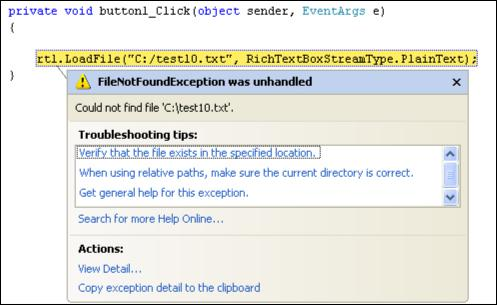 private void button1_Click(object sender, EventArgs e)
{
rt1.LoadFile("C:/test10.txt", RichTextBoxStreamType.PlainText);
}
FileNotFoundException was unhandled
Could not find file 'C:\test10.txt'.
Troubleshooting tips:
Verify that the file exists in the specified location.
When using relative paths, make sure the current directory is correct.
Get general help for this exception.
Search for more Help Online...
Actions:
View Detail...
Copy exception detail to the clipboard